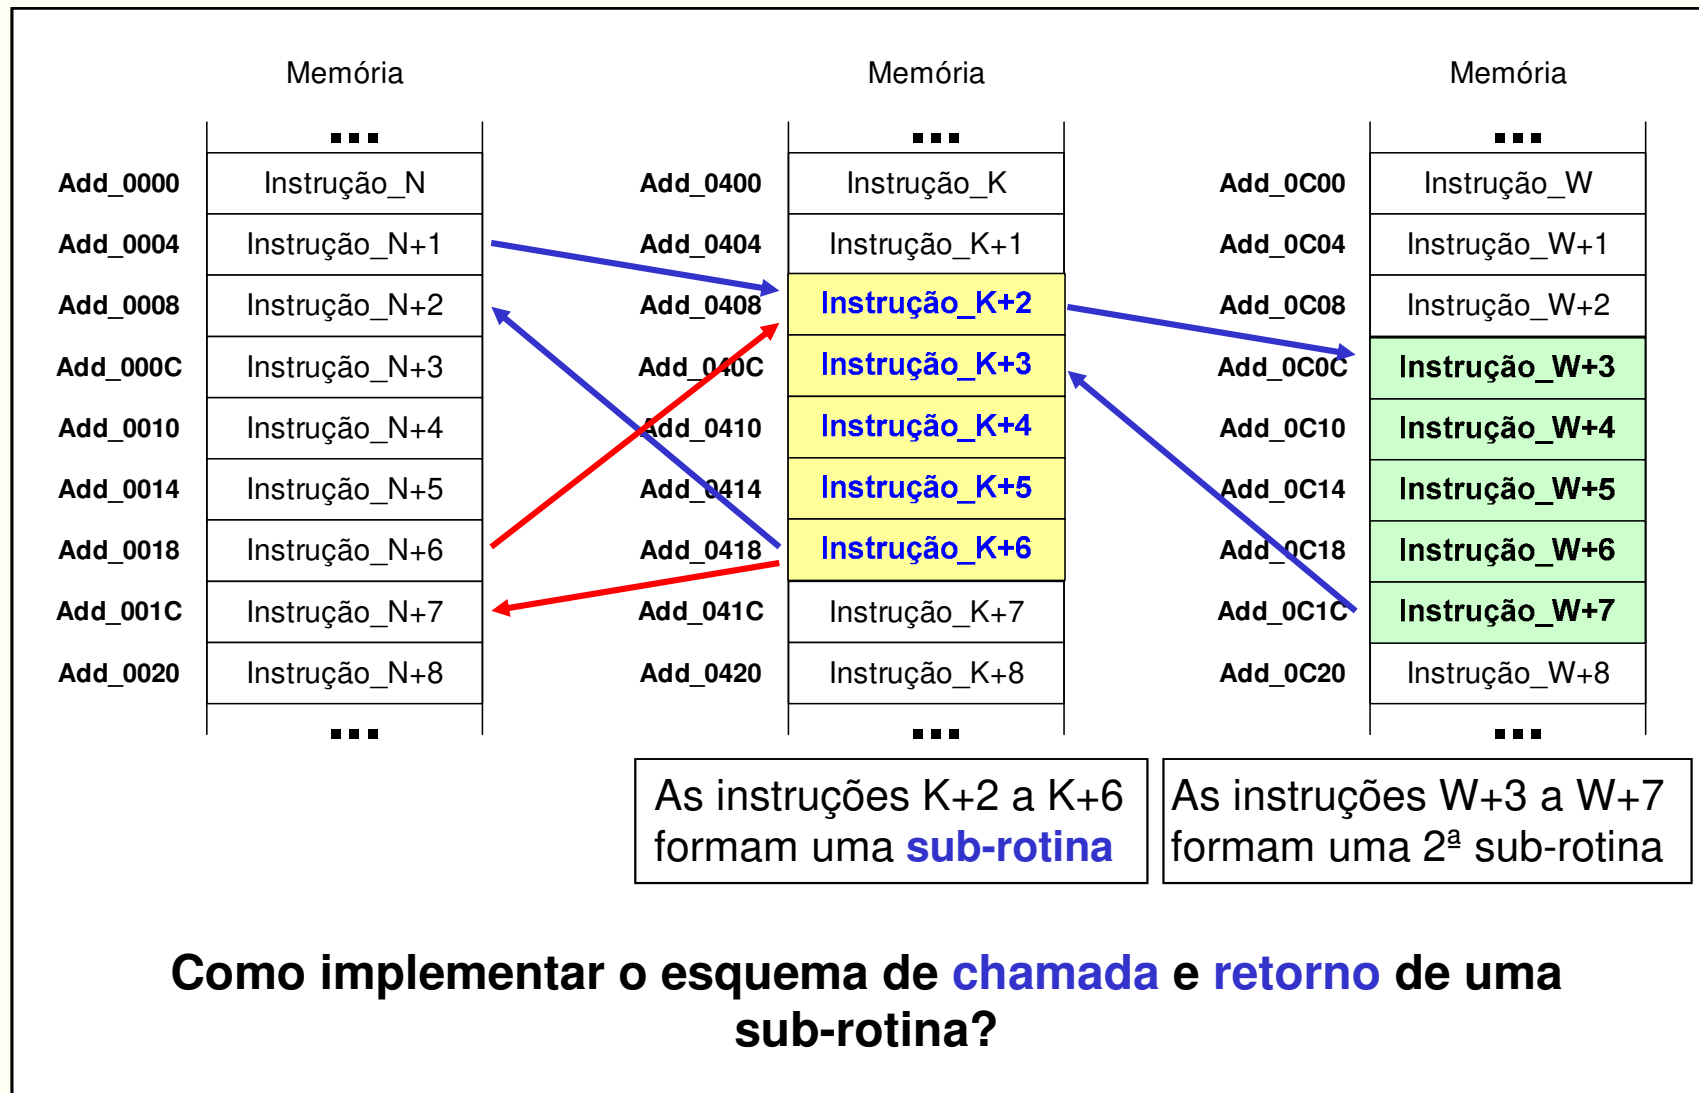 Memória Memória Memória
... ... ...
Add_0000 Instrução_N Add_0400 Instrução_K Add_0C00 Instrução_W
Add_0004 Instrução_N+1 Add_0404 Instrução_K+1 Add_0C04 Instrução_W+1
Add_0008 Instrução_N+2 Add_0408 Instrução_K+2 Add_0C08 Instrução_W+2
Add_000C Instrução_N+3 Add_040C Instrução_K+3 Add_0C0C Instrução_W+3
Add_0010 Instrução_N+4 Add_0410 Instrução_K+4 Add_0C10 Instrução_W+4
Add_0014 Instrução_N+5 Add_0414 Instrução_K+5 Add_0C14 Instrução_W+5
Add_0018 Instrução_N+6 Add_0418 Instrução_K+6 Add_0C18 Instrução_W+6
Add_001C Instrução_N+7 Add_041C Instrução_K+7 Add_0C1C Instrução_W+7
Add_0020 Instrução_N+8 Add_0420 Instrução_K+8 Add_0C20 Instrução_W+8
... ... ...
As instruções K+2 a K+6
formam uma sub-rotina
As instruções W+3 a W+7
formam uma 2ª sub-rotina
Como implementar o esquema de chamada e retorno de uma
sub-rotina?